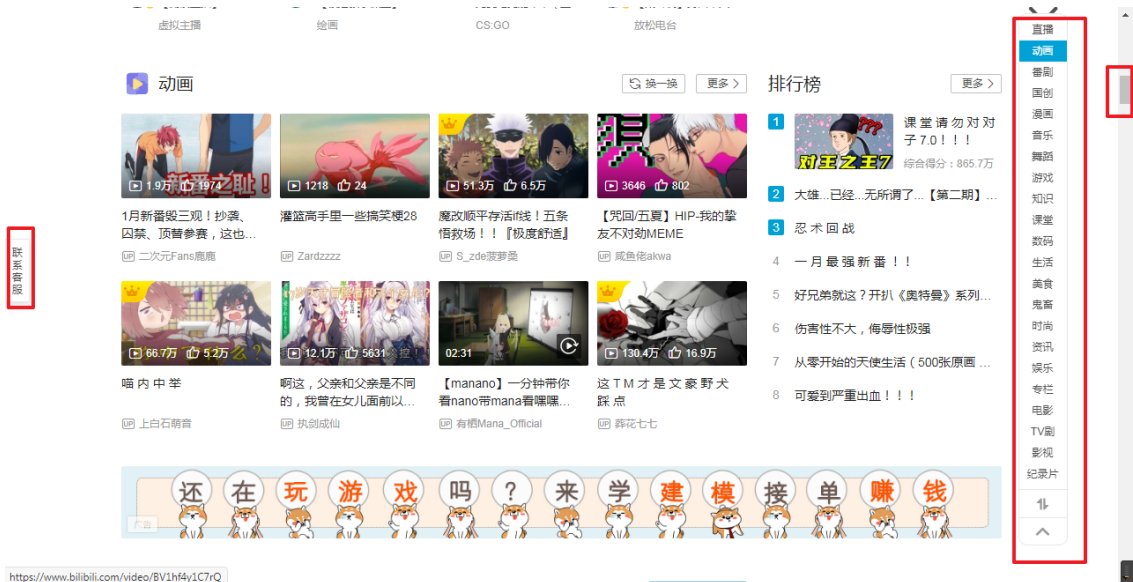 虚拟主播
绘画
CS:GO
放松电台
动画
换一换
更多
排行榜
更多
新番之耻！
1.9万 1974
1218 24
51.3万 6.5万
3646 802
1月新番毁三观！抄袭、
囚禁、顶替参赛，这也...
UP 二次元Fans鹿鹿
灌篮高手里一些搞笑梗28
UP Zardzzzz
魔改顺平存活if线！五条
悟救场！！『极度舒适』
UP S_zde菠萝桑
【咒回/五夏】HIP-我的挚
友不对劲MEME
UP 咸鱼佬akwa
66.7万 5.2万
12.1万 5631
02:31
130.4万 16.9万
喵 内 中 举
UP 上白石萌音
啊这，父亲和父亲是不同
的，我曾在女儿面前以...
UP 执剑成仙
【manano】一分钟带你
看nano带mana看嘿嘿...
UP 有栖Mana_Official
这 T M 才 是 文 豪 野 犬
踩 点
UP 葬花七七
1
???
对王之王7
课堂请勿对对
子 7.0！！！
综合得分：865.7万
2 大雄...已经...无所谓了...【第二期】...
3 忍 术 回 战
4 一 月 最 强 新 番 ！！
5 好兄弟就这？开扒《奥特曼》系列...
6 伤害性不大，侮辱性极强
7 从零开始的天使生活（500张原画 ...
8 可爱到严重出血！！！
还在玩游戏吗？来学建模接单赚钱
广告
联系客服
直播
动画
番剧
国创
漫画
音乐
舞蹈
游戏
知识
课堂
数码
生活
美食
鬼畜
时尚
资讯
娱乐
专栏
电影
TV剧
影视
纪录片
https://www.bilibili.com/video/BV1hf4y1C7rQ